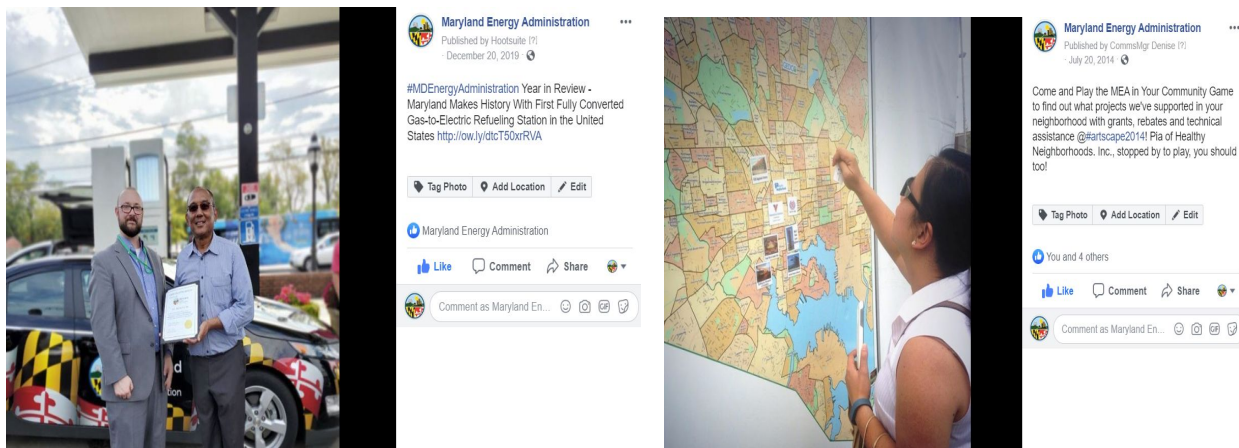 Maryland Energy Administration
Published by Hootsuite [?]
· December 20, 2019 ·
#MDEnergyAdministration Year in Review -
Maryland Makes History With First Fully Converted
Gas-to-Electric Refueling Station in the United
States http://ow.ly/dtcT50xrRVA
Tag Photo Add Location Edit
Maryland Energy Administration
Like Comment Share
Comment as Maryland En...
Maryland Energy Administration
Published by CommsMgr Denise [?]
· July 20, 2014 ·
Come and Play the MEA in Your Community Game
to find out what projects we've supported in your
neighborhood with grants, rebates and technical
assistance @#artscape2014! Pia of Healthy
Neighborhoods. Inc., stopped by to play, you should
too!
Tag Photo Add Location Edit
You and 4 others
Like Comment Share
Comment as Maryland En...